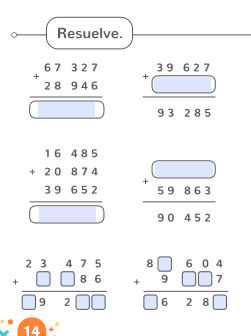 Resuelve.
67 327
+
28 946
39 627
+
93 285
16 485
+ 20 874
39 652
+
59 863
90 452
2 3 4 7 5
+ 8 6
9 2
8 6 0 4
+ 9 7
6 2 8
14